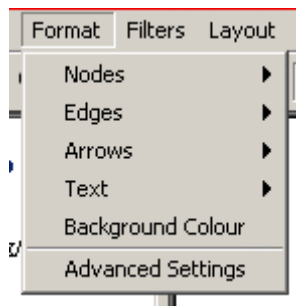 Format Filters Layout
Nodes
Edges
Arrows
Text
Background Colour
Advanced Settings